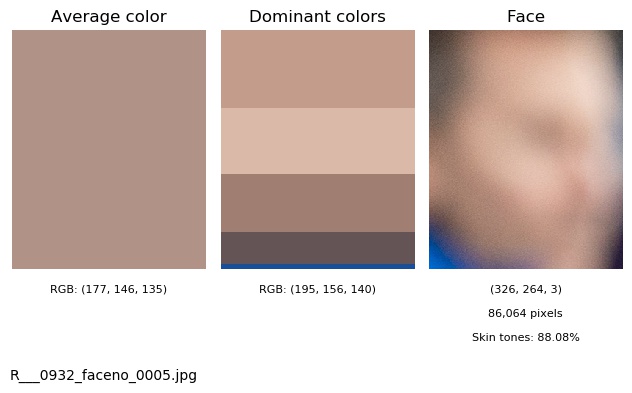 Average color
Dominant colors
Face
RGB: (177, 146, 135)
RGB: (195, 156, 140)
(326, 264, 3)
86,064 pixels
Skin tones: 88.08%
R___0932_faceno_0005.jpg